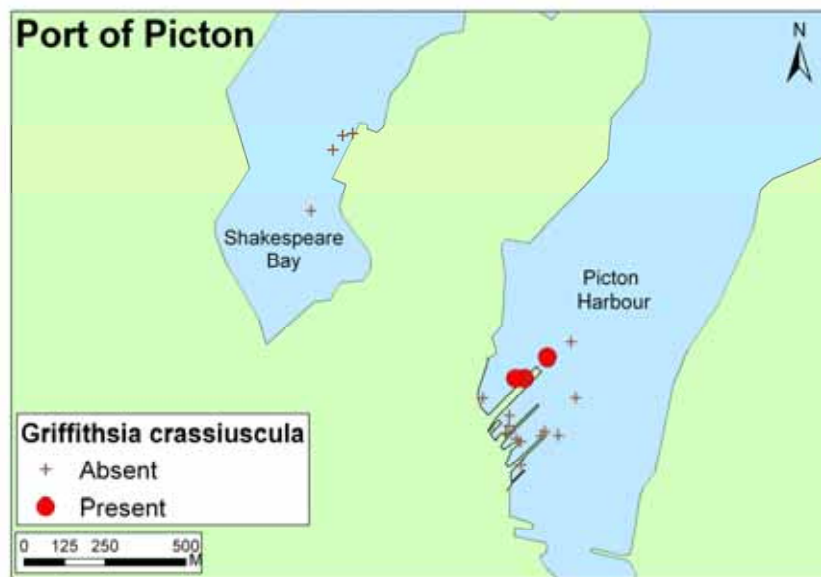 Port of Picton
N
Shakespeare
Bay
Picton
Harbour
Griffithsia crassiuscula
Absent
Present
0 125 250 500
M